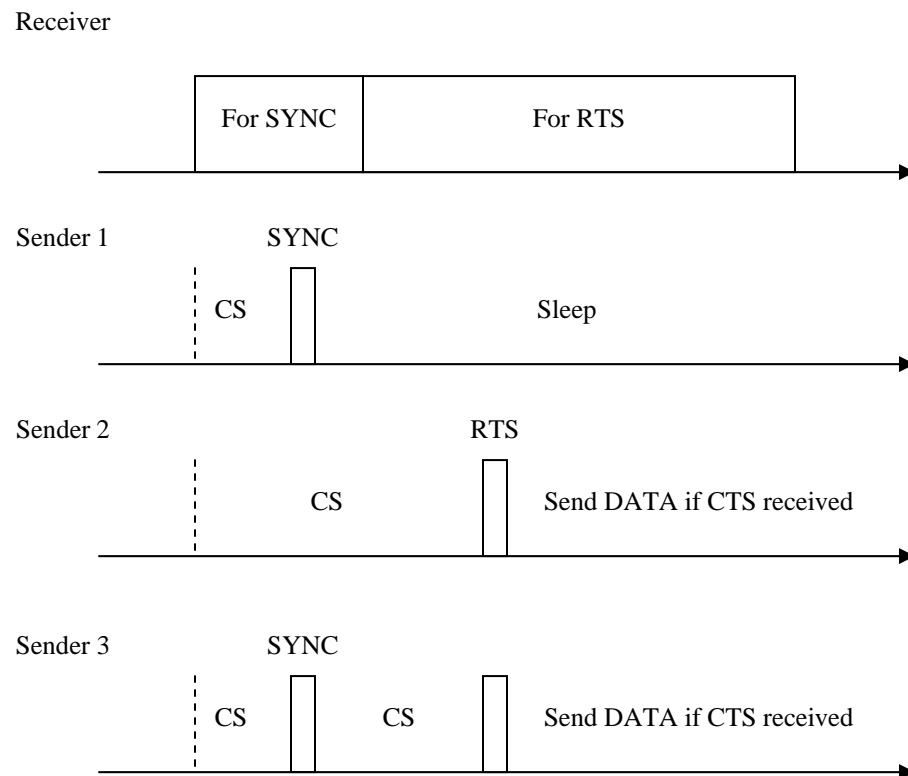 Receiver
For SYNC For RTS
Sender 1 SYNC
CS Sleep
Sender 2 RTS
CS Send DATA if CTS received
Sender 3 SYNC
CS CS Send DATA if CTS received